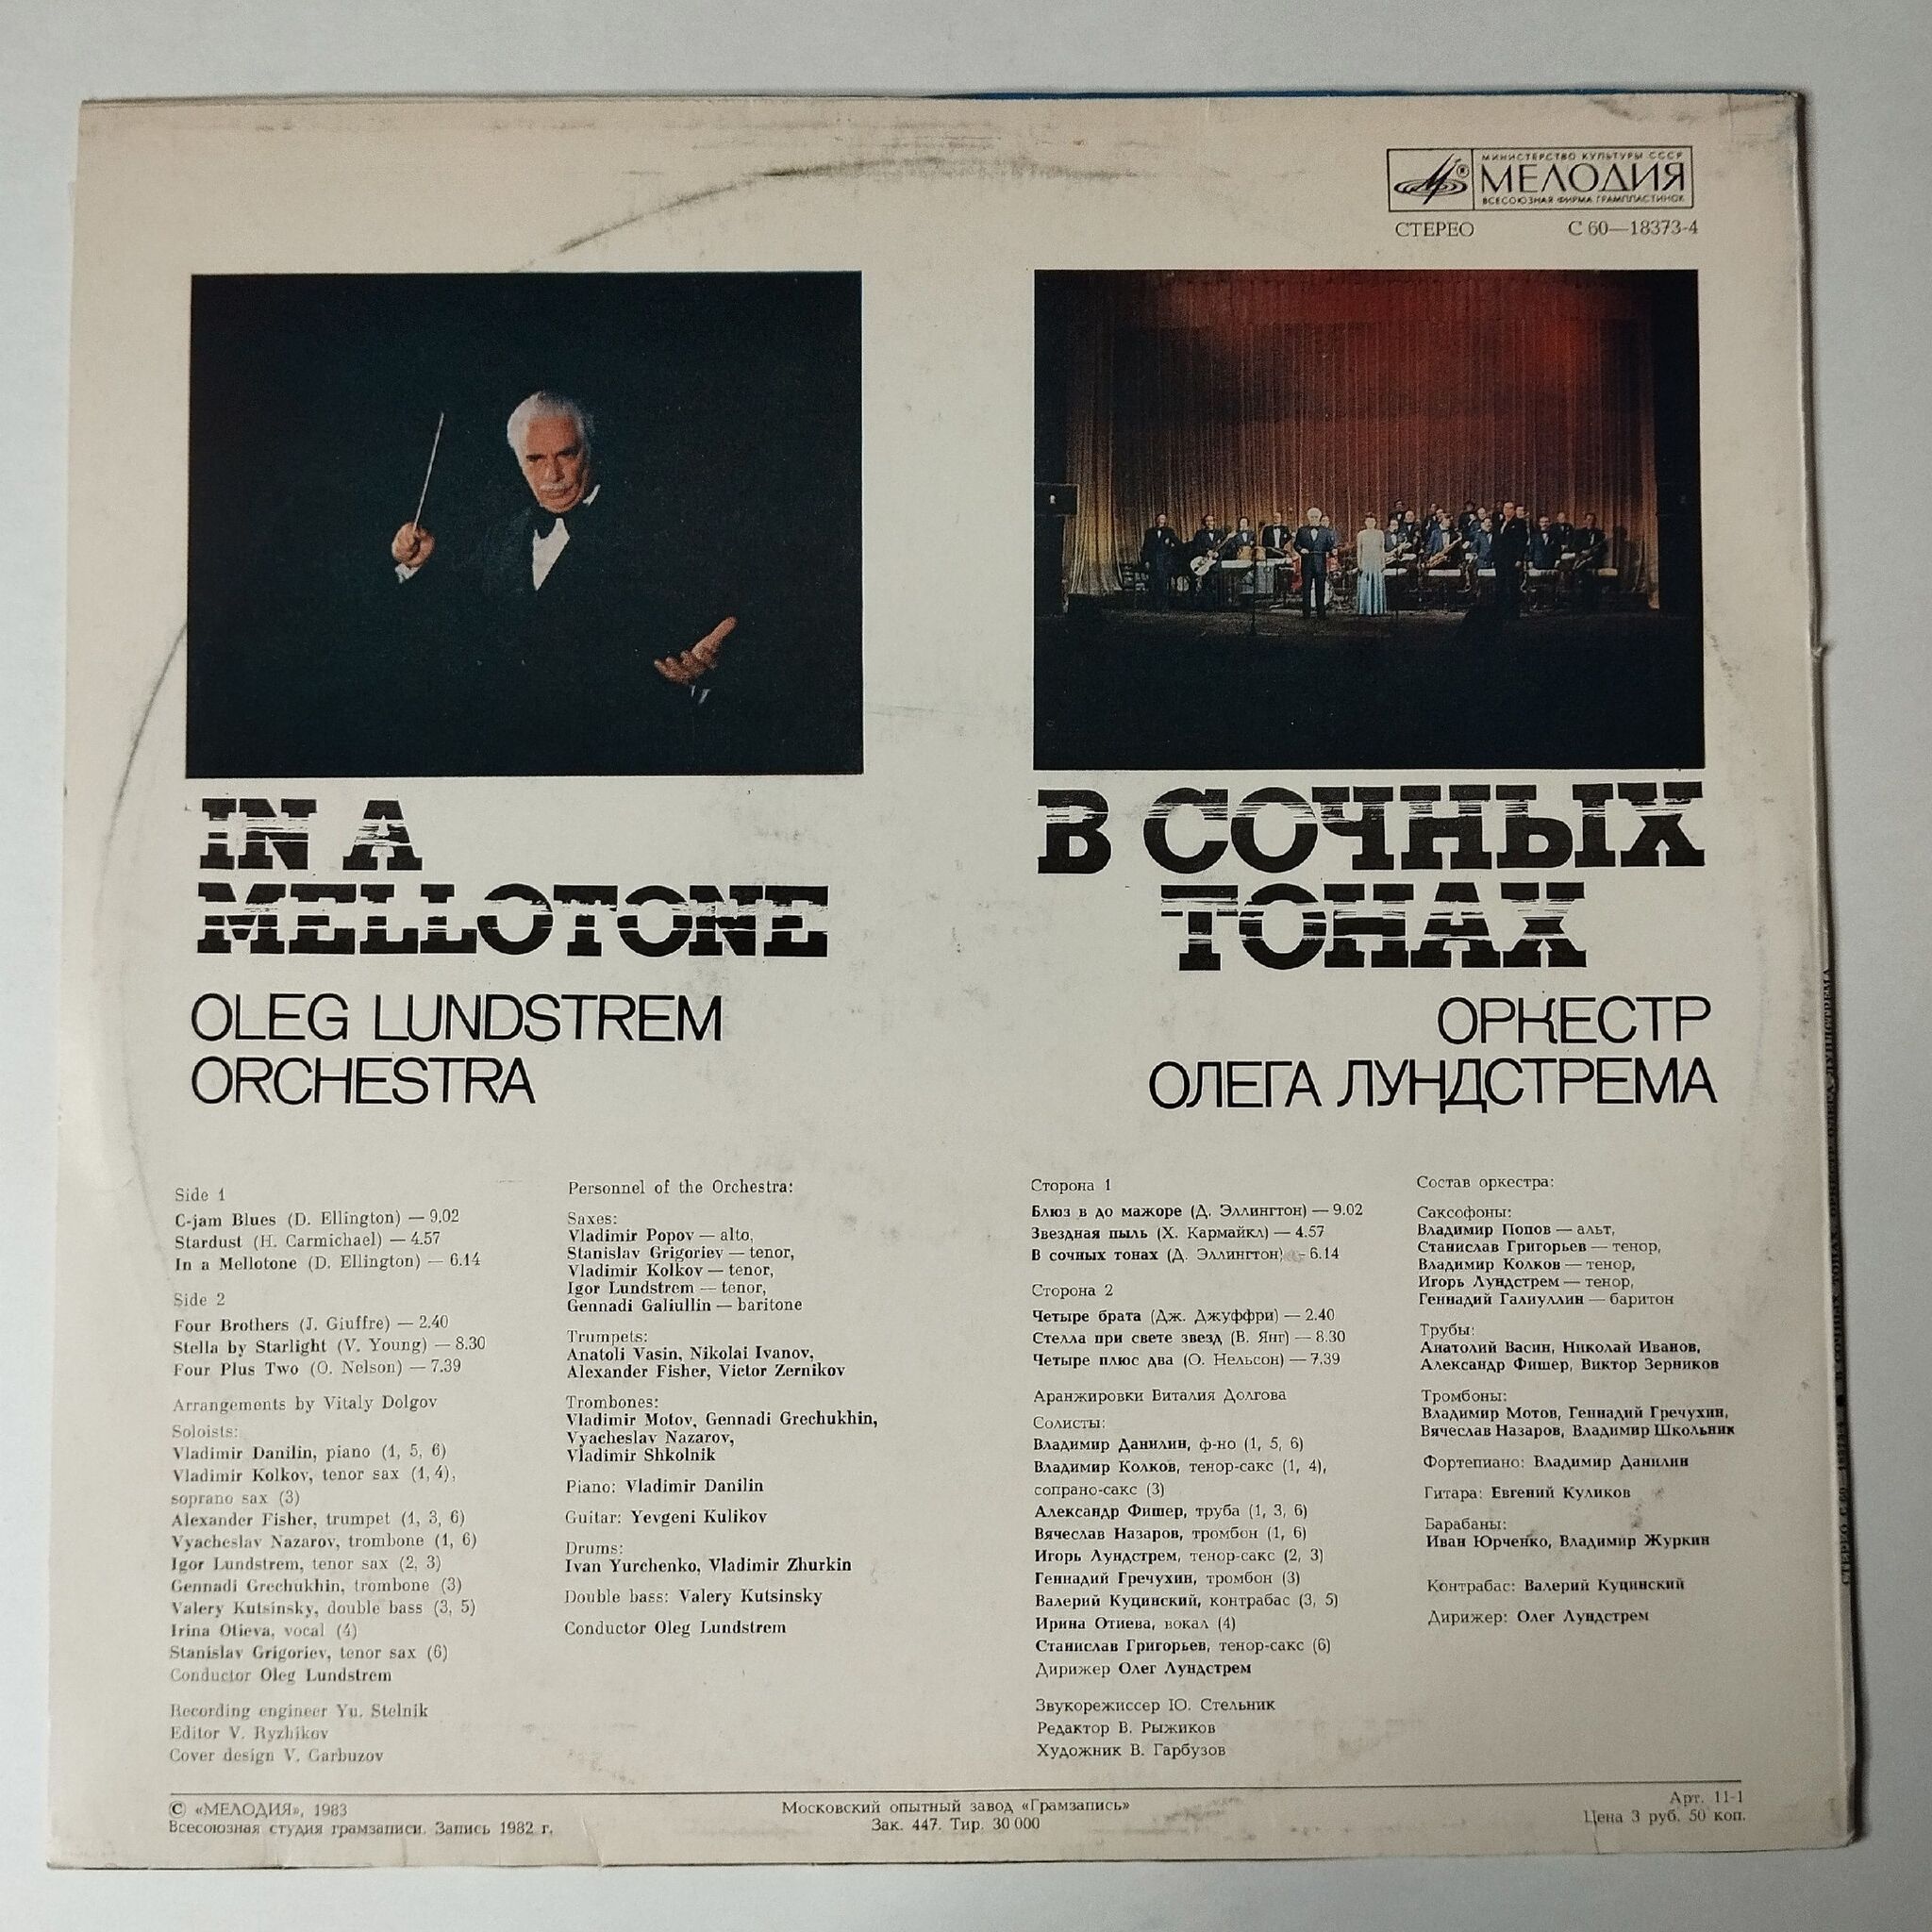 МИНИСТЕРСТВО КУЛЬТУРЫ СССР
МЕЛОДИЯ
ВСЕСОЮЗНАЯ ФИРМА ГРАМПЛАСТИНОК
СТЕРЕО С 60—18373-4
IN A
MELLOTONE
OLEG LUNDSTREM
ORCHESTRA
В СОЧНЫХ
ТОНАХ
ОРКЕСТР
ОЛЕГА ЛУНДСТРЕМА
Side 1
C-jam Blues (D. Ellington) — 9.02
Stardust (H. Carmichael) — 4.57
In a Mellotone (D. Ellington) — 6.14
Side 2
Four Brothers (J. Giuffre) — 2.40
Stella by Starlight (V. Young) — 8.30
Four Plus Two (O. Nelson) — 7.39
Arrangements by Vitaly Dolgov
Soloists:
Vladimir Danilin, piano (1, 5, 6)
Vladimir Kolkov, tenor sax (1, 4),
soprano sax (3)
Alexander Fisher, trumpet (1, 3, 6)
Vyacheslav Nazarov, trombone (1, 6)
Igor Lundstrem, tenor sax (2, 3)
Gennadi Grechukhin, trombone (3)
Valery Kutsinsky, double bass (3, 5)
Irina Otieva, vocal (4)
Stanislav Grigoriev, tenor sax (6)
Conductor Oleg Lundstrem
Recording engineer Yu. Stelnik
Editor V. Ryzhikov
Cover design V. Garbuzov
Personnel of the Orchestra:
Saxes:
Vladimir Popov — alto,
Stanislav Grigoriev — tenor,
Vladimir Kolkov — tenor,
Igor Lundstrem — tenor,
Gennadi Galiullin — baritone
Trumpets:
Anatoli Vasin, Nikolai Ivanov,
Alexander Fisher, Victor Zernikov
Trombones:
Vladimir Motov, Gennadi Grechukhin,
Vyacheslav Nazarov,
Vladimir Shkolnik
Piano: Vladimir Danilin
Guitar: Yevgeni Kulikov
Drums:
Ivan Yurchenko, Vladimir Zhurkin
Double bass: Valery Kutsinsky
Conductor Oleg Lundstrem
Сторона 1
Блюз в до мажоре (Д. Эллингтон) — 9.02
Звездная пыль (Х. Кармайкл) — 4.57
В сочных тонах (Д. Эллингтон) — 6.14
Сторона 2
Четыре брата (Дж. Джуффри) — 2.40
Стелла при свете звезд (В. Янг) — 8.30
Четыре плюс два (О. Нельсон) — 7.39
Аранжировки Виталия Долгова
Солисты:
Владимир Данилин, ф-но (1, 5, 6)
Владимир Колков, тенор-сакс (1, 4),
сопрано-сакс (3)
Александр Фишер, труба (1, 3, 6)
Вячеслав Назаров, тромбон (1, 6)
Игорь Лундстрем, тенор-сакс (2, 3)
Геннадий Гречухин, тромбон (3)
Валерий Куцинский, контрабас (3, 5)
Ирина Отиева, вокал (4)
Станислав Григорьев, тенор-сакс (6)
Дирижер Олег Лундстрем
Звукорежиссер Ю. Стельник
Редактор В. Рыжиков
Художник В. Гарбузов
Состав оркестра:
Саксофоны:
Владимир Попов — альт,
Станислав Григорьев — тенор,
Владимир Колков — тенор,
Игорь Лундстрем — тенор,
Геннадий Галиуллин — баритон
Трубы:
Анатолий Васин, Николай Иванов,
Александр Фишер, Виктор Зерников
Тромбоны:
Владимир Мотов, Геннадий Гречухин,
Вячеслав Назаров, Владимир Школьник
Фортепиано: Владимир Данилин
Гитара: Евгений Куликов
Барабаны:
Иван Юрченко, Владимир Журкин
Контрабас: Валерий Куцинский
Дирижер: Олег Лундстрем
© «МЕЛОДИЯ», 1983
Всесоюзная студия грамзаписи. Запись 1982 г.
Московский опытный завод «Грамзапись»
Зак. 447. Тир. 30 000
Арт. 11-1
Цена 3 руб. 50 коп.